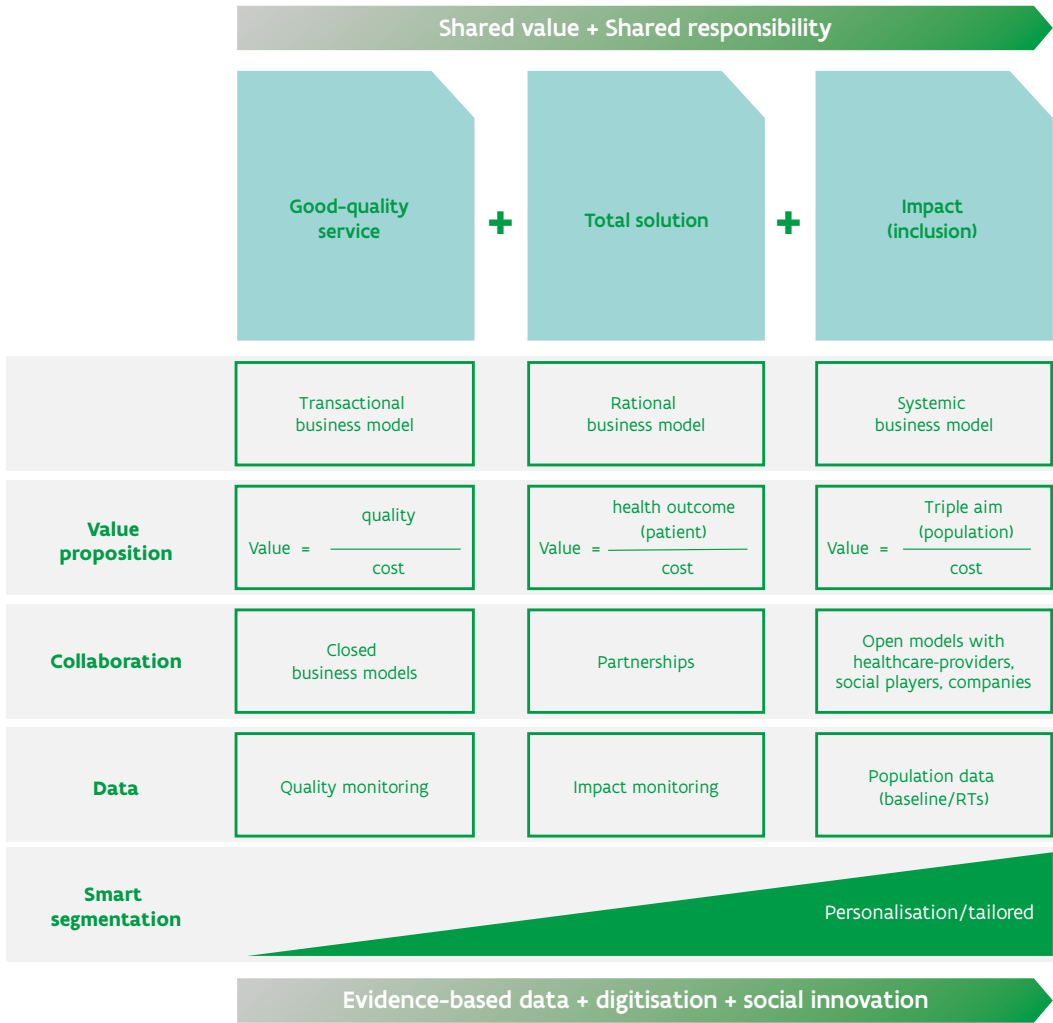 Shared value + Shared responsibility
Good-quality
service
+
Total solution
+
Impact
(inclusion)
Transactional
business model
Rational
business model
Systemic
business model
Value
proposition
Value =
quality
cost
Value =
health outcome
(patient)
cost
Value =
Triple aim
(population)
cost
Collaboration
Closed
business models
Partnerships
Open models with
healthcare-providers,
social players, companies
Data
Quality monitoring
Impact monitoring
Population data
(baseline/RTs)
Smart
segmentation
Personalisation/tailored
Evidence-based data + digitisation + social innovation